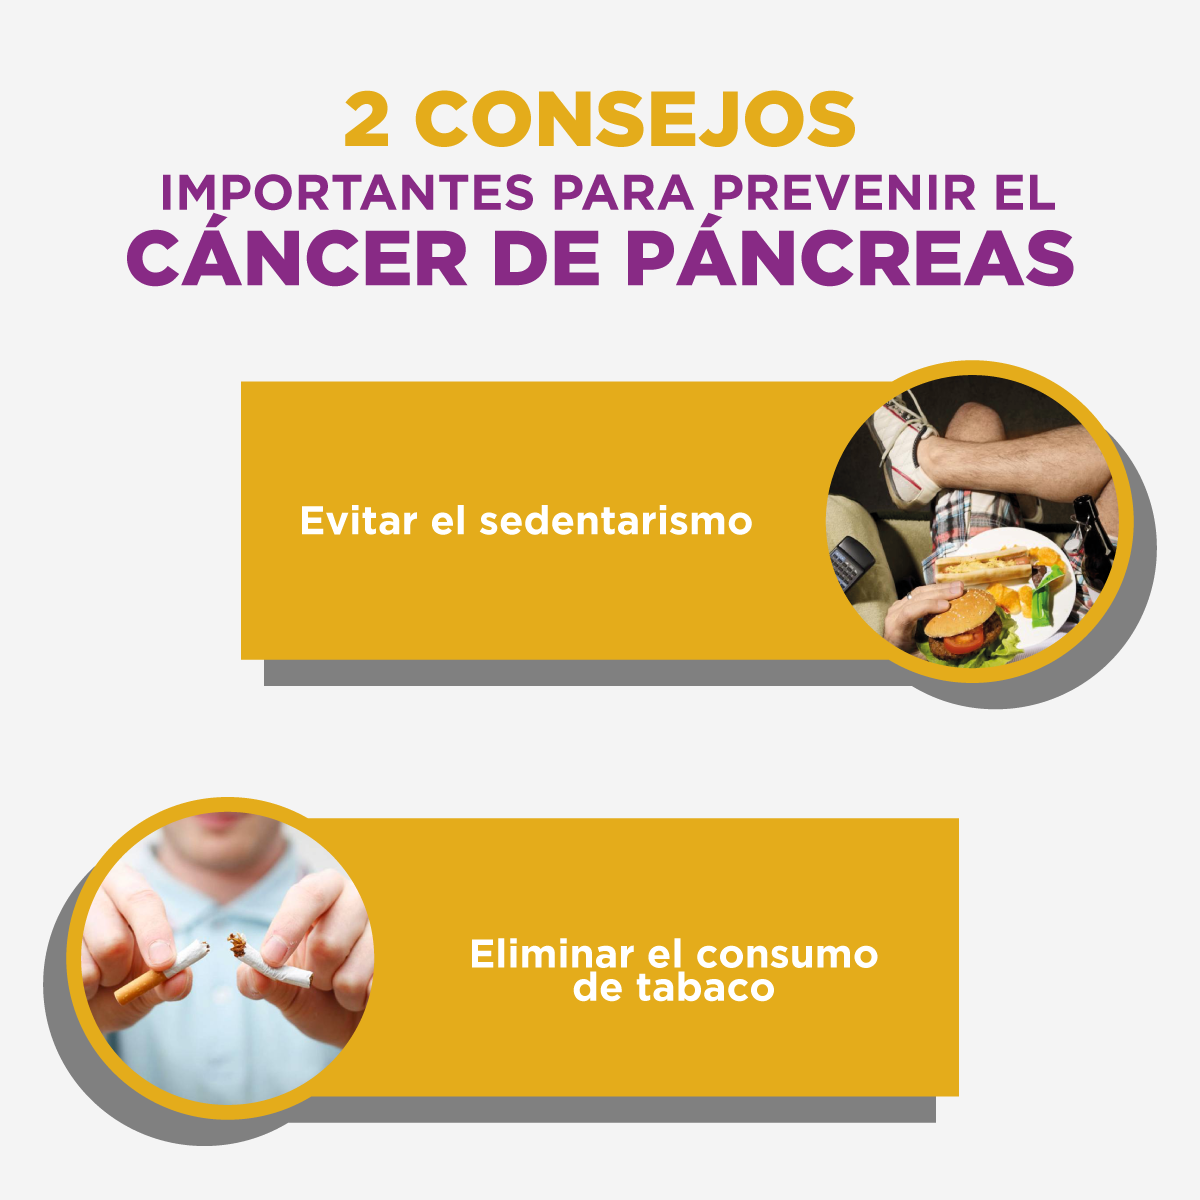 2 CONSEJOS
IMPORTANTES PARA PREVENIR EL
CÁNCER DE PÁNCREAS
Evitar el sedentarismo
Eliminar el consumo
de tabaco